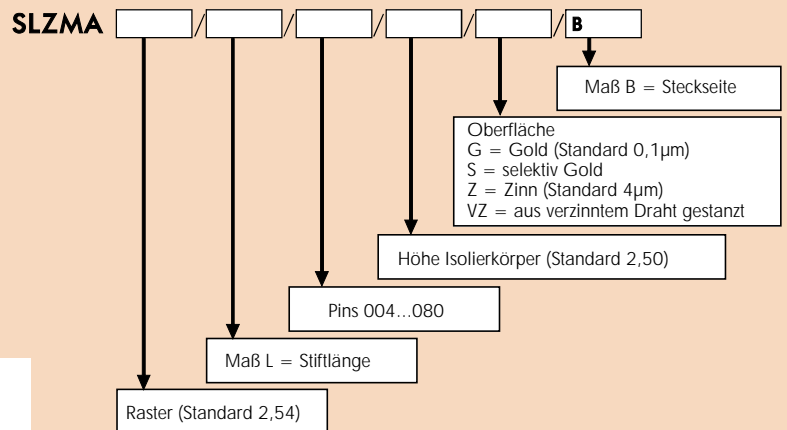 SLZMA / / / / / B
Maß B = Steckseite
Oberfläche
G = Gold (Standard 0,1µm)
S = selektiv Gold
Z = Zinn (Standard 4µm)
VZ = aus verzinntem Draht gestanzt
Höhe Isolierkörper (Standard 2,50)
Pins 004...080
Maß L = Stiftlänge
Raster (Standard 2,54)